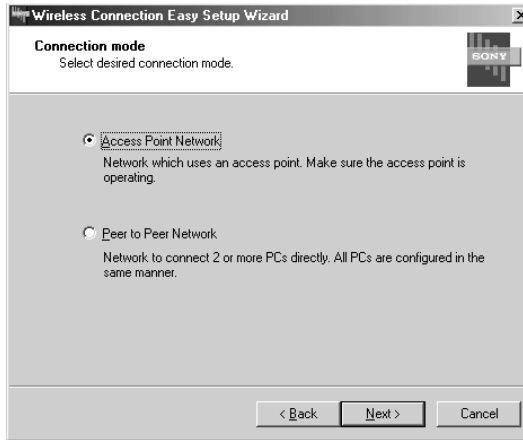 Wireless Connection Easy Setup Wizard
Connection mode
Select desired connection mode.
SONY
Access Point Network
Network which uses an access point. Make sure the access point is
operating.
Peer to Peer Network
Network to connect 2 or more PCs directly. All PCs are configured in the
same manner.
< Back
Next >
Cancel